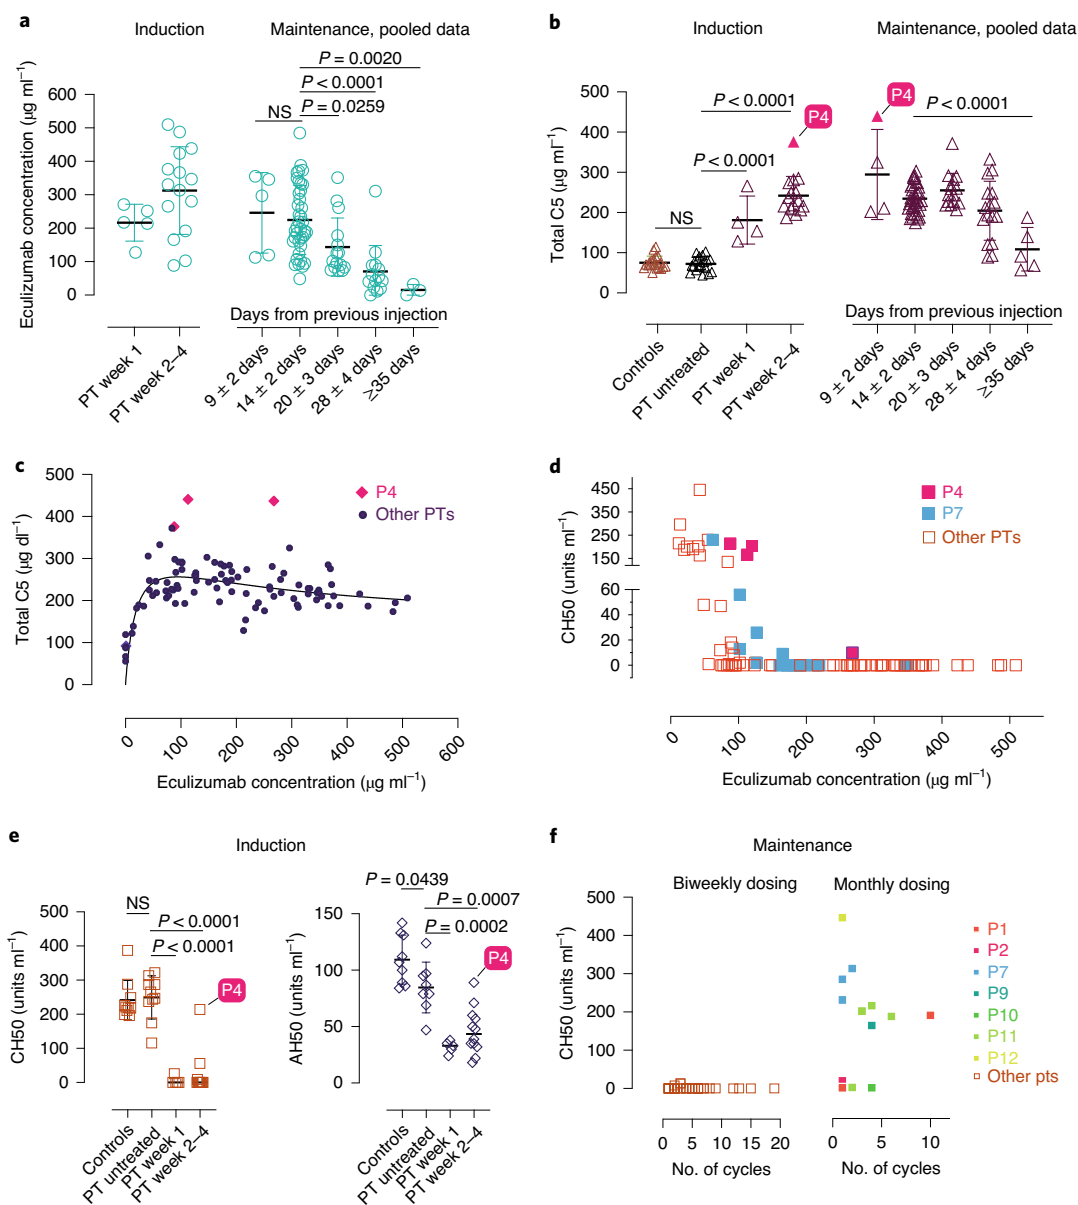 a
Induction
Maintenance, pooled data
P = 0.0020
P < 0.0001
P = 0.0259
NS
Eculizumab concentration (µg ml⁻¹)
600
500
400
300
200
100
0
Days from previous injection
PT week 1
PT week 2–4
9 ± 2 days
14 ± 2 days
20 ± 3 days
28 ± 4 days
≥35 days
b
Induction
Maintenance, pooled data
P4
P < 0.0001
P < 0.0001
P4
P < 0.0001
NS
Total C5 (µg ml⁻¹)
500
400
300
200
100
0
Days from previous injection
Controls
PT untreated
PT week 1
PT week 2–4
9 ± 2 days
14 ± 2 days
20 ± 3 days
28 ± 4 days
≥35 days
c
Total C5 (µg dl⁻¹)
500
400
300
200
100
0
P4
Other PTs
0
100
200
300
400
500
600
Eculizumab concentration (µg ml⁻¹)
d
CH50 (units ml⁻¹)
450
250
150
60
40
20
0
P4
P7
Other PTs
0
100
200
300
400
500
Eculizumab concentration (µg ml⁻¹)
e
Induction
NS
P < 0.0001
P < 0.0001
P4
CH50 (units ml⁻¹)
500
400
300
200
100
0
Controls
PT untreated
PT week 1
PT week 2–4
P = 0.0439
P = 0.0007
P = 0.0002
P4
AH50 (units ml⁻¹)
150
100
50
0
Controls
PT untreated
PT week 1
PT week 2–4
f
Maintenance
Biweekly dosing
Monthly dosing
CH50 (units ml⁻¹)
500
400
300
200
100
0
0
5
10
15
20
No. of cycles
0
5
10
No. of cycles
P1
P2
P7
P9
P10
P11
P12
Other pts